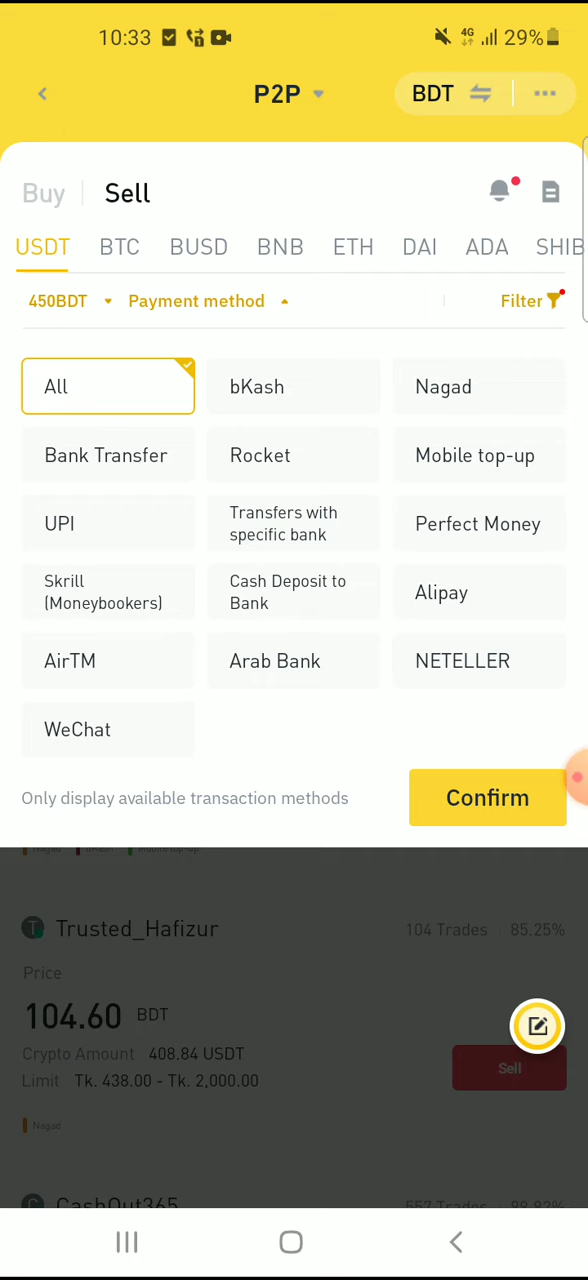 10:33 4G 29%
P2P BDT
Buy Sell
USDT BTC BUSD BNB ETH DAI ADA SHIB
450BDT Payment method Filter
All bKash Nagad
Bank Transfer Rocket Mobile top-up
UPI Transfers with specific bank Perfect Money
Skrill (Moneybookers) Cash Deposit to Bank Alipay
AirTM Arab Bank NETELLER
WeChat
Only display available transaction methods Confirm
T Trusted_Hafizur 104 Trades 85.25%
Price
104.60 BDT
Crypto Amount 408.84 USDT
Limit Tk. 438.00 - Tk. 2,000.00 Sell
Nagad
CashOut365